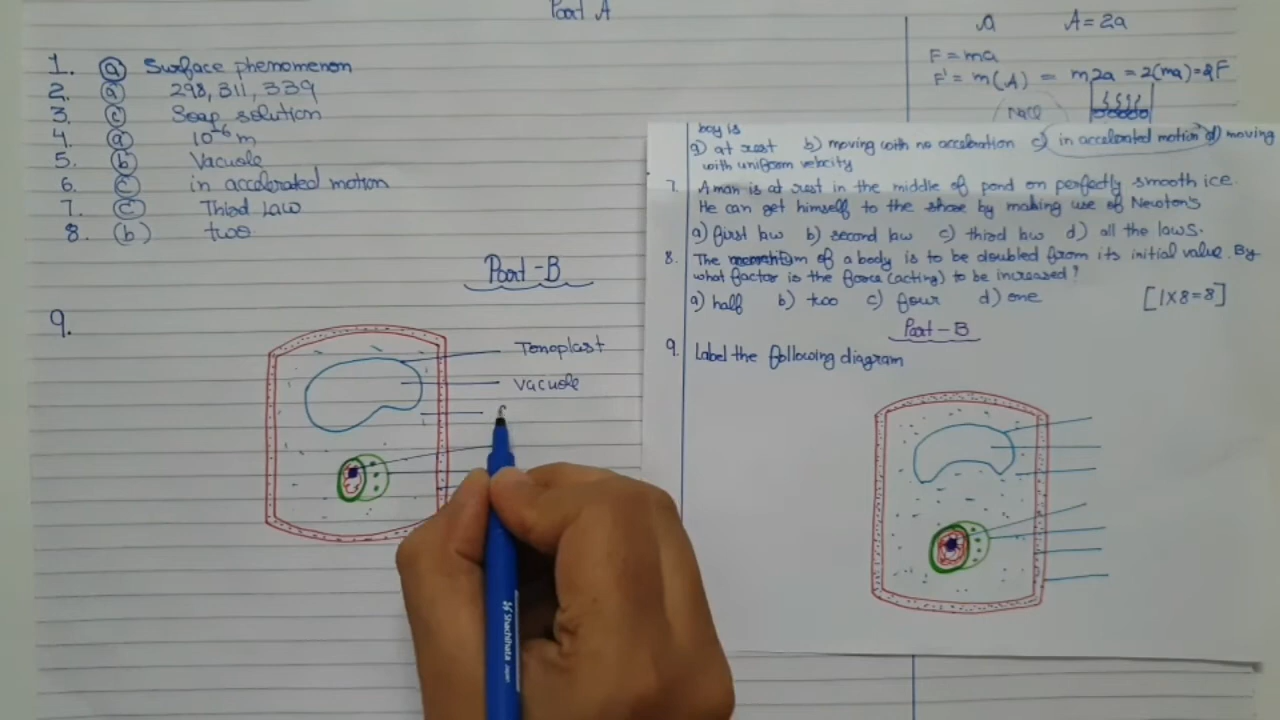 Part A
1. (a) Surface phenomenon
2. (a) 298, 311, 339
3. (c) Soap solution
4. (a) 10⁻⁶ m
5. (b) Vacuole
6. (c) in accelerated motion
7. (c) Third law
8. (b) two
Part-B
9.
Tonoplast
Vacuole
a A = 2a
F = ma
F' = m(A) = m2a = 2(ma) = 2F
NaCl
boy is
a) at rest b) moving with no acceleration c) in accelerated motion d) moving
with uniform velocity
7. A man is at rest in the middle of pond on perfectly smooth ice.
He can get himself to the shore by making use of Newton's
a) first law b) second law c) third law d) all the laws.
8. The of a body is to be doubled from its initial value. By
what factor is the force (acting) to be increased?
a) half b) two c) four d) one [1x8=8]
Part-B
9. Label the following diagram
Shachihata